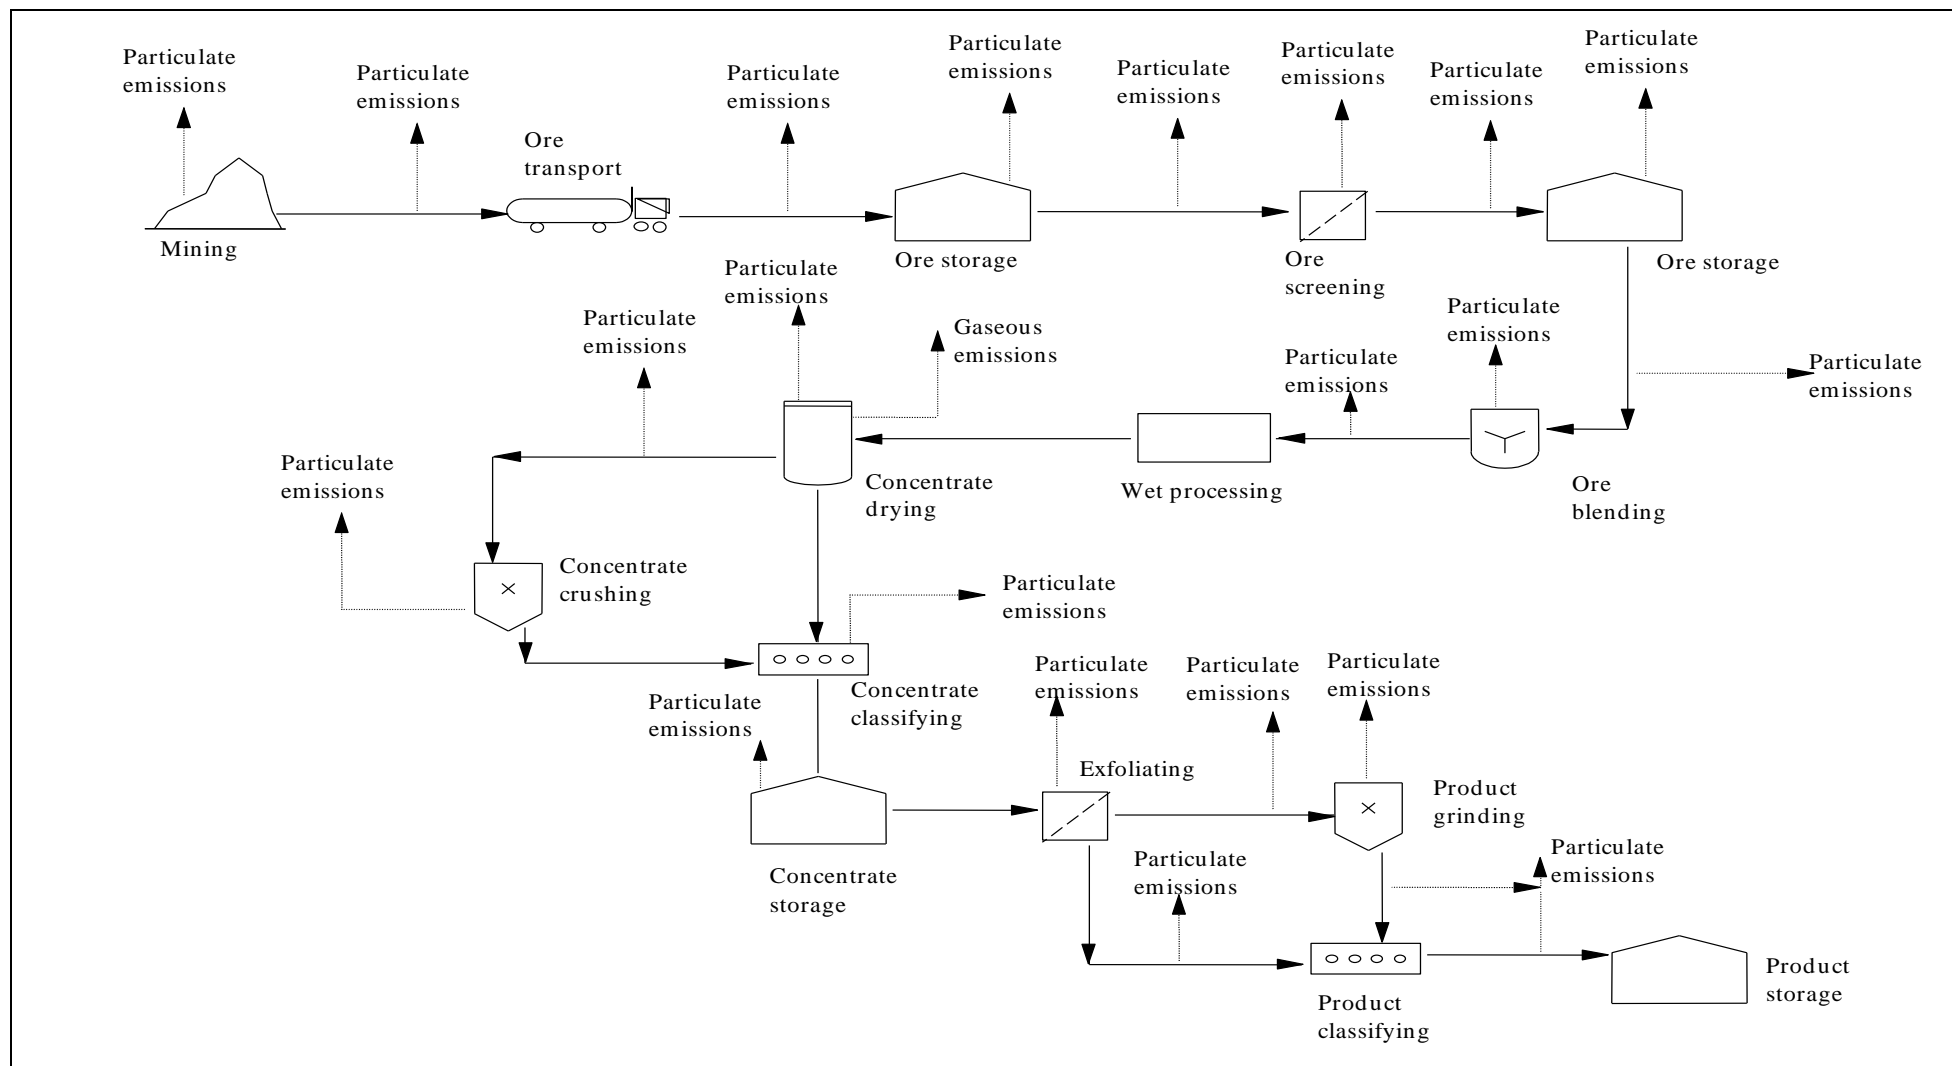 Particulate
emissions
Particulate
emissions
Ore
transport
Particulate
emissions
Particulate
emissions
Particulate
emissions
Particulate
emissions
Particulate
emissions
Particulate
emissions
Mining
Ore storage
Ore
screening
Ore storage
Particulate
emissions
Particulate
emissions
Gaseous
emissions
Particulate
emissions
Particulate
emissions
Particulate
emissions
Particulate
emissions
Concentrate
drying
Wet processing
Ore
blending
Concentrate
crushing
Particulate
emissions
Particulate
emissions
Concentrate
classifying
Particulate
emissions
Particulate
emissions
Particulate
emissions
Exfoliating
Product
grinding
Concentrate
storage
Particulate
emissions
Particulate
emissions
Product
storage
Product
classifying